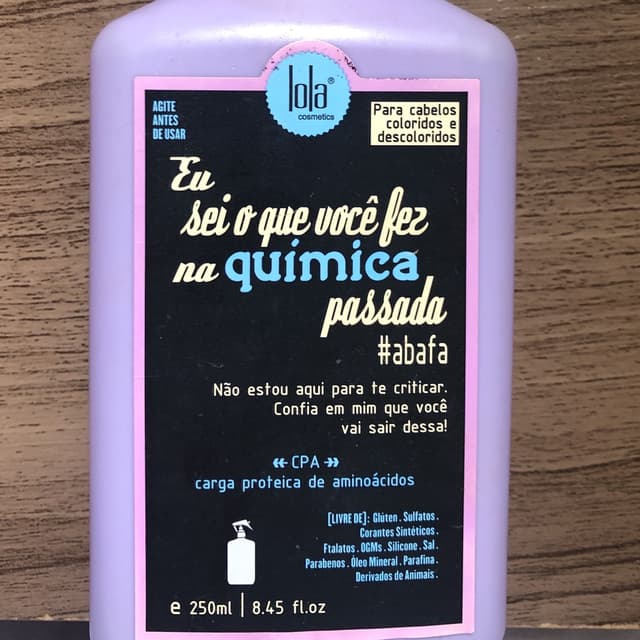 lola®
cosmetics
AGITE
ANTES
DE USAR
Para cabelos
coloridos e
descoloridos
Eu
sei o que você fez
na química
passada
#abafa
Não estou aqui para te criticar.
Confia em mim que você
vai sair dessa!
CPA
carga proteica de aminoácidos
[LIVRE DE]: Glúten . Sulfatos .
Corantes Sintéticos .
Ftalatos . OGMs . Silicone . Sal .
Parabenos . Óleo Mineral . Parafina .
Derivados de Animais .
e 250ml | 8.45 fl.oz